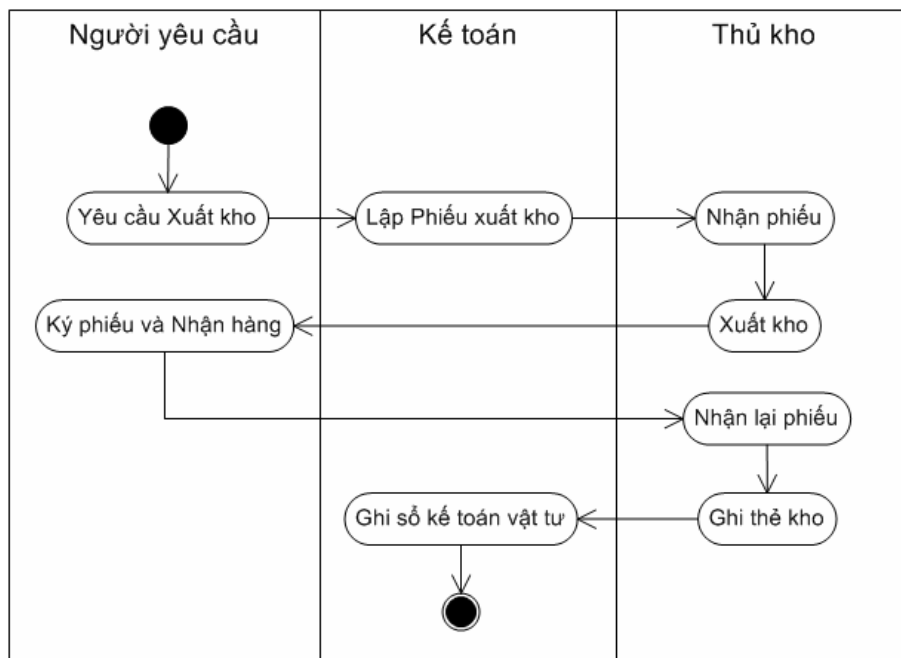 Người yêu cầu
Kế toán
Thủ kho
Yêu cầu Xuất kho
Lập Phiếu xuất kho
Nhận phiếu
Ký phiếu và Nhận hàng
Xuất kho
Nhận lại phiếu
Ghi sổ kế toán vật tư
Ghi thẻ kho